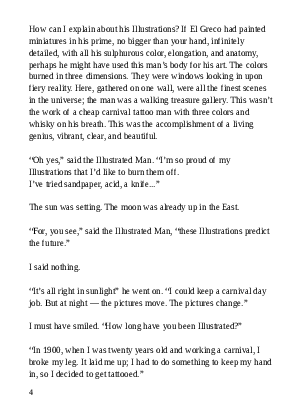 How can I explain about his Illustrations? If El Greco had painted
miniatures in his prime, no bigger than your hand, infinitely
detailed, with all his sulphurous color, elongation, and anatomy,
perhaps he might have used this man's body for his art. The colors
burned in three dimensions. They were windows looking in upon
fiery reality. Here, gathered on one wall, were all the finest scenes
in the universe; the man was a walking treasure gallery. This wasn't
the work of a cheap carnival tattoo man with three colors and
whisky on his breath. This was the accomplishment of a living
genius, vibrant, clear, and beautiful.
“Oh yes,” said the Illustrated Man. “I'm so proud of my
Illustrations that I'd like to burn them off.
I've tried sandpaper, acid, a knife...”
The sun was setting. The moon was already up in the East.
“For, you see,” said the Illustrated Man, “these Illustrations predict
the future.”
I said nothing.
“It's all right in sunlight” he went on. “I could keep a carnival day
job. But at night — the pictures move. The pictures change.”
I must have smiled. “How long have you been Illustrated?”
“In 1900, when I was twenty years old and working a carnival, I
broke my leg. It laid me up; I had to do something to keep my hand
in, so I decided to get tattooed.”
4